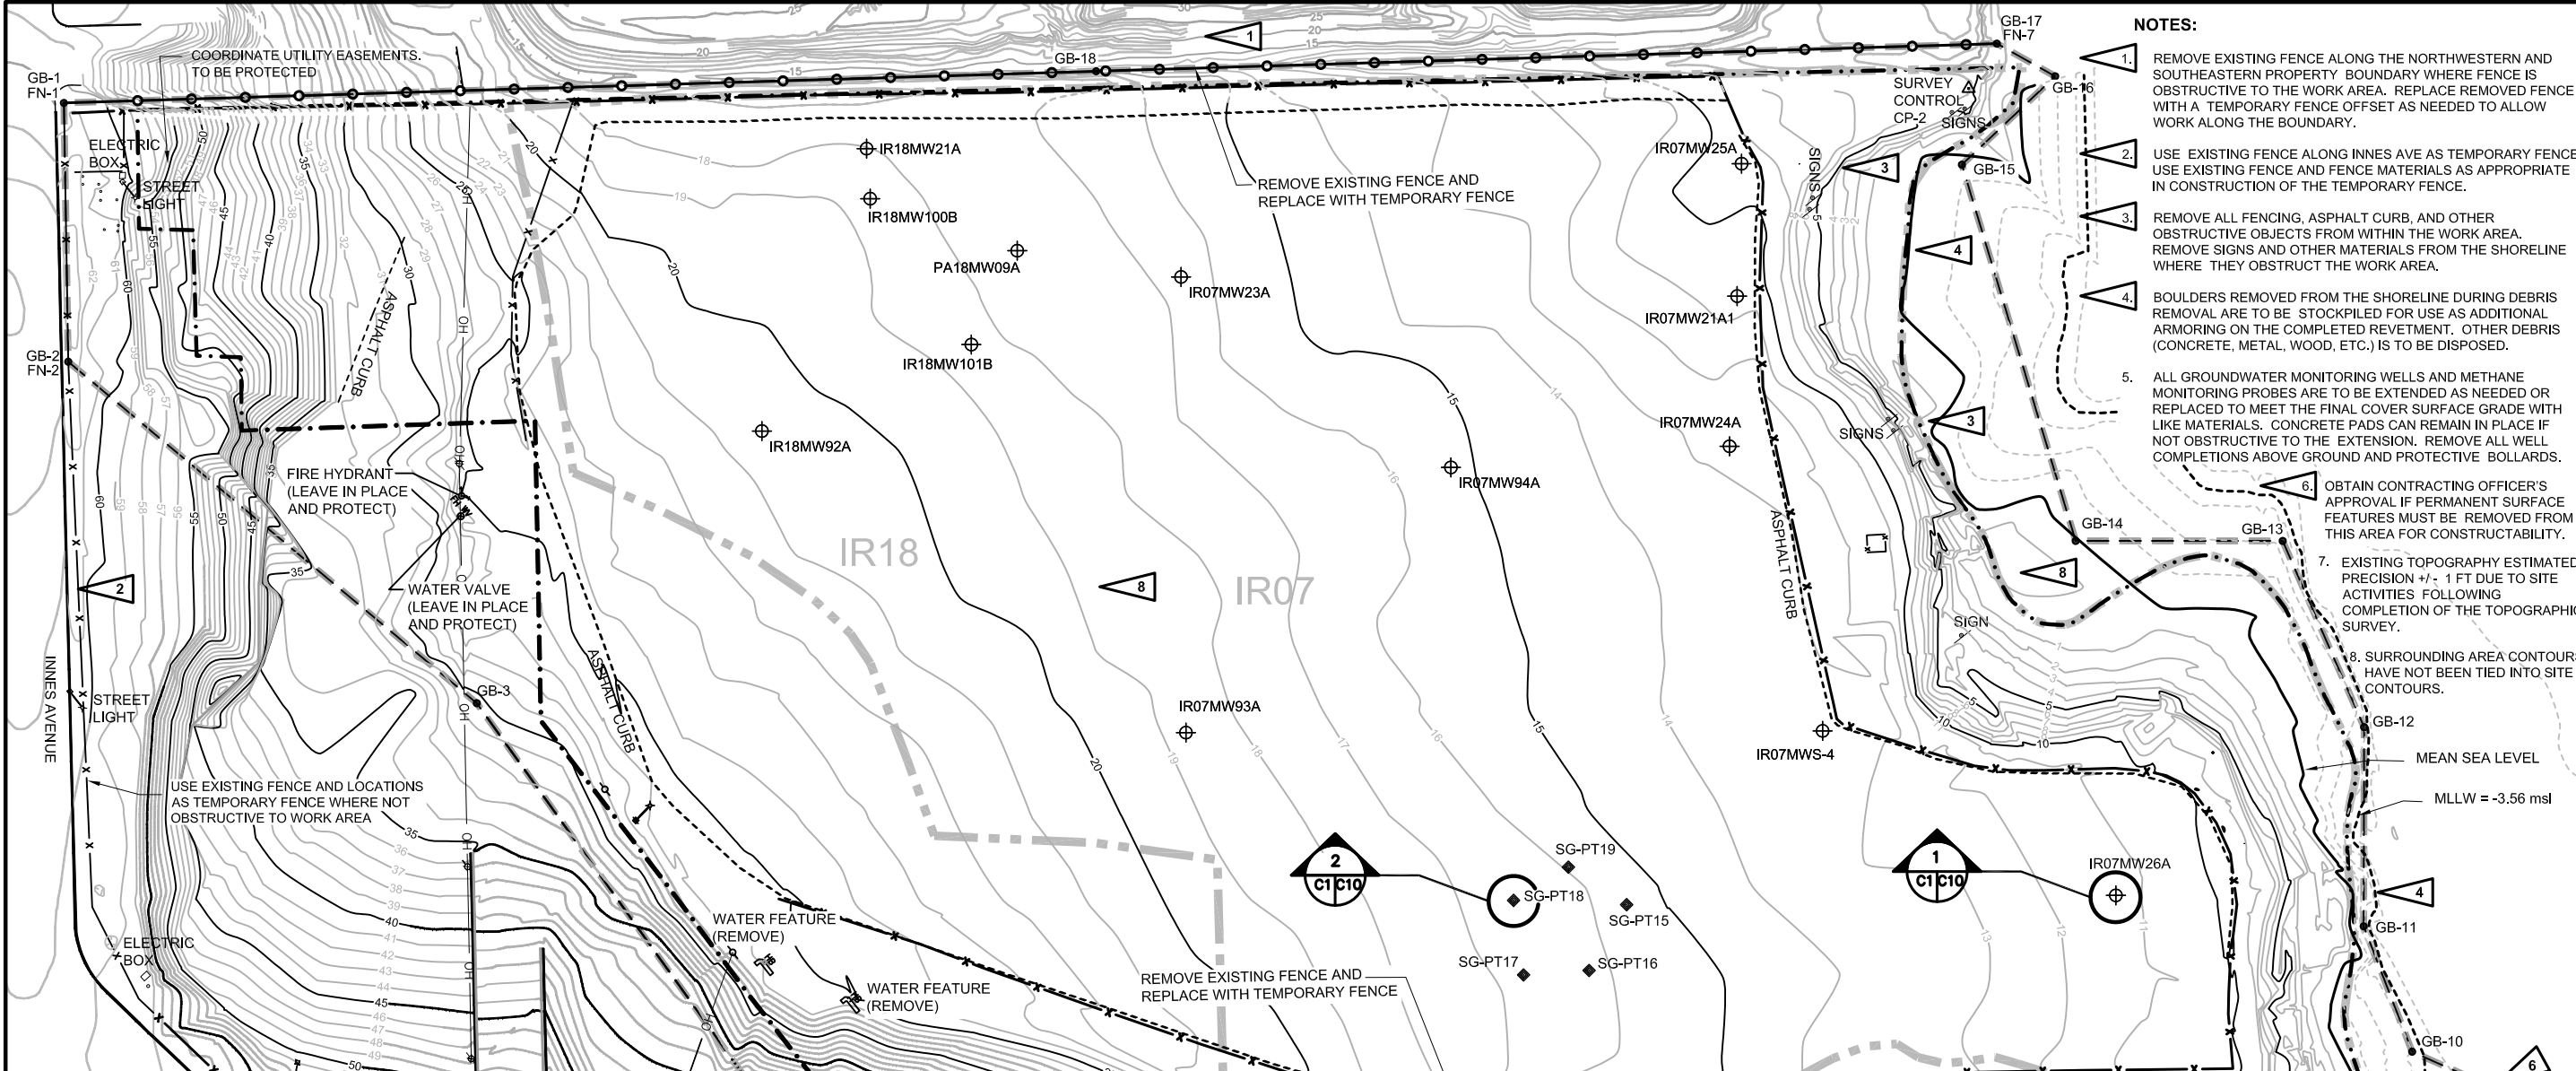 NOTES:
1. REMOVE EXISTING FENCE ALONG THE NORTHWESTERN AND
SOUTHEASTERN PROPERTY BOUNDARY WHERE FENCE IS
OBSTRUCTIVE TO THE WORK AREA. REPLACE REMOVED FENCE
WITH A TEMPORARY FENCE OFFSET AS NEEDED TO ALLOW
WORK ALONG THE BOUNDARY.
2. USE EXISTING FENCE ALONG INNES AVE AS TEMPORARY FENCE
USE EXISTING FENCE AND FENCE MATERIALS AS APPROPRIATE
IN CONSTRUCTION OF THE TEMPORARY FENCE.
3. REMOVE ALL FENCING, ASPHALT CURB, AND OTHER
OBSTRUCTIVE OBJECTS FROM WITHIN THE WORK AREA.
REMOVE SIGNS AND OTHER MATERIALS FROM THE SHORELINE
WHERE THEY OBSTRUCT THE WORK AREA.
4. BOULDERS REMOVED FROM THE SHORELINE DURING DEBRIS
REMOVAL ARE TO BE STOCKPILED FOR USE AS ADDITIONAL
ARMORING ON THE COMPLETED REVETMENT. OTHER DEBRIS
(CONCRETE, METAL, WOOD, ETC.) IS TO BE DISPOSED.
5. ALL GROUNDWATER MONITORING WELLS AND METHANE
MONITORING PROBES ARE TO BE EXTENDED AS NEEDED OR
REPLACED TO MEET THE FINAL COVER SURFACE GRADE WITH
LIKE MATERIALS. CONCRETE PADS CAN REMAIN IN PLACE IF
NOT OBSTRUCTIVE TO THE EXTENSION. REMOVE ALL WELL
COMPLETIONS ABOVE GROUND AND PROTECTIVE BOLLARDS.
6. OBTAIN CONTRACTING OFFICER'S
APPROVAL IF PERMANENT SURFACE
FEATURES MUST BE REMOVED FROM
THIS AREA FOR CONSTRUCTABILITY.
7. EXISTING TOPOGRAPHY ESTIMATED
PRECISION +/- 1 FT DUE TO SITE
ACTIVITIES FOLLOWING
COMPLETION OF THE TOPOGRAPHIC
SURVEY.
8. SURROUNDING AREA CONTOURS
HAVE NOT BEEN TIED INTO SITE
CONTOURS.
COORDINATE UTILITY EASEMENTS.
TO BE PROTECTED
GB-1
FN-1
GB-18
GB-17
FN-7
GB-16
SURVEY
CONTROL
CP-2
SIGNS
GB-15
ELECTRIC
BOX
STREET
LIGHT
IR18MW21A
IR18MW100B
PA18MW09A
IR07MW23A
IR18MW101B
IR18MW92A
REMOVE EXISTING FENCE AND
REPLACE WITH TEMPORARY FENCE
IR07MW25A
SIGNS
IR07MW21A1
IR07MW24A
IR07MW94A
SIGNS
GB-2
FN-2
ASPHALT CURB
FIRE HYDRANT
(LEAVE IN PLACE
AND PROTECT)
WATER VALVE
(LEAVE IN PLACE
AND PROTECT)
IR18
IR07
ASPHALT CURB
GB-14
GB-13
SIGN
INNES AVENUE
STREET
LIGHT
GB-3
ASPHALT CURB
IR07MW93A
IR07MWS-4
GB-12
MEAN SEA LEVEL
MLLW = -3.56 msl
USE EXISTING FENCE AND LOCATIONS
AS TEMPORARY FENCE WHERE NOT
OBSTRUCTIVE TO WORK AREA
2
C1 C10
SG-PT19
SG-PT18
SG-PT15
SG-PT17
SG-PT16
1
C1 C10
IR07MW26A
GB-11
GB-10
ELECTRIC
BOX
WATER FEATURE
(REMOVE)
WATER FEATURE
(REMOVE)
REMOVE EXISTING FENCE AND
REPLACE WITH TEMPORARY FENCE